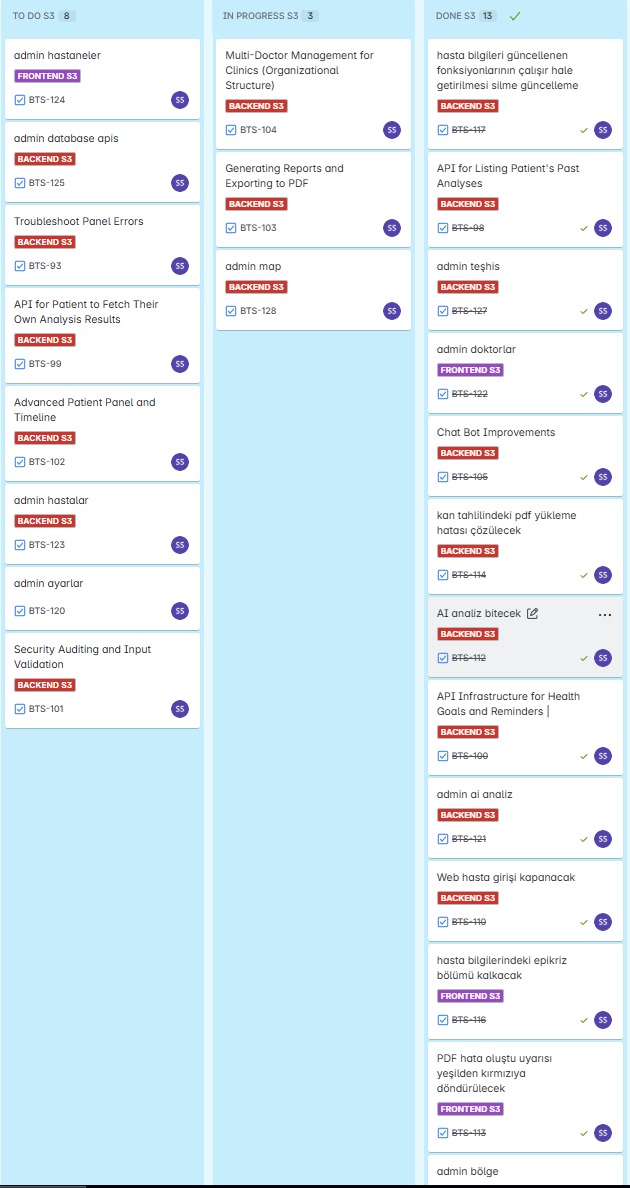 TO DO S3 8
admin hastaneler
FRONTEND S3
BTS-124
SS
admin database apis
BACKEND S3
BTS-125
SS
Troubleshoot Panel Errors
BACKEND S3
BTS-93
SS
API for Patient to Fetch Their
Own Analysis Results
BACKEND S3
BTS-99
SS
Advanced Patient Panel and
Timeline
BACKEND S3
BTS-102
SS
admin hastalar
BACKEND S3
BTS-123
SS
admin ayarlar
BTS-120
SS
Security Auditing and Input
Validation
BACKEND S3
BTS-101
SS
IN PROGRESS S3 3
Multi-Doctor Management for
Clinics (Organizational
Structure)
BACKEND S3
BTS-104
SS
Generating Reports and
Exporting to PDF
BACKEND S3
BTS-103
SS
admin map
BACKEND S3
BTS-128
SS
DONE S3 13
hasta bilgileri güncellenen
fonksiyonlarının çalışır hale
getirilmesi silme güncelleme
BACKEND S3
BTS-117
SS
API for Listing Patient's Past
Analyses
BACKEND S3
BTS-98
SS
admin teşhis
BACKEND S3
BTS-127
SS
admin doktorlar
FRONTEND S3
BTS-122
SS
Chat Bot Improvements
BACKEND S3
BTS-105
SS
kan tahlilindeki pdf yükleme
hatası çözülecek
BACKEND S3
BTS-114
SS
AI analiz bitecek
BACKEND S3
BTS-112
SS
API Infrastructure for Health
Goals and Reminders |
BACKEND S3
BTS-100
SS
admin ai analiz
BACKEND S3
BTS-121
SS
Web hasta girişi kapanacak
BACKEND S3
BTS-110
SS
hasta bilgilerindeki epikriz
bölümü kalkacak
FRONTEND S3
BTS-116
SS
PDF hata oluştu uyarısı
yeşilden kırmızıya
döndürülecek
FRONTEND S3
BTS-113
SS
admin bölge